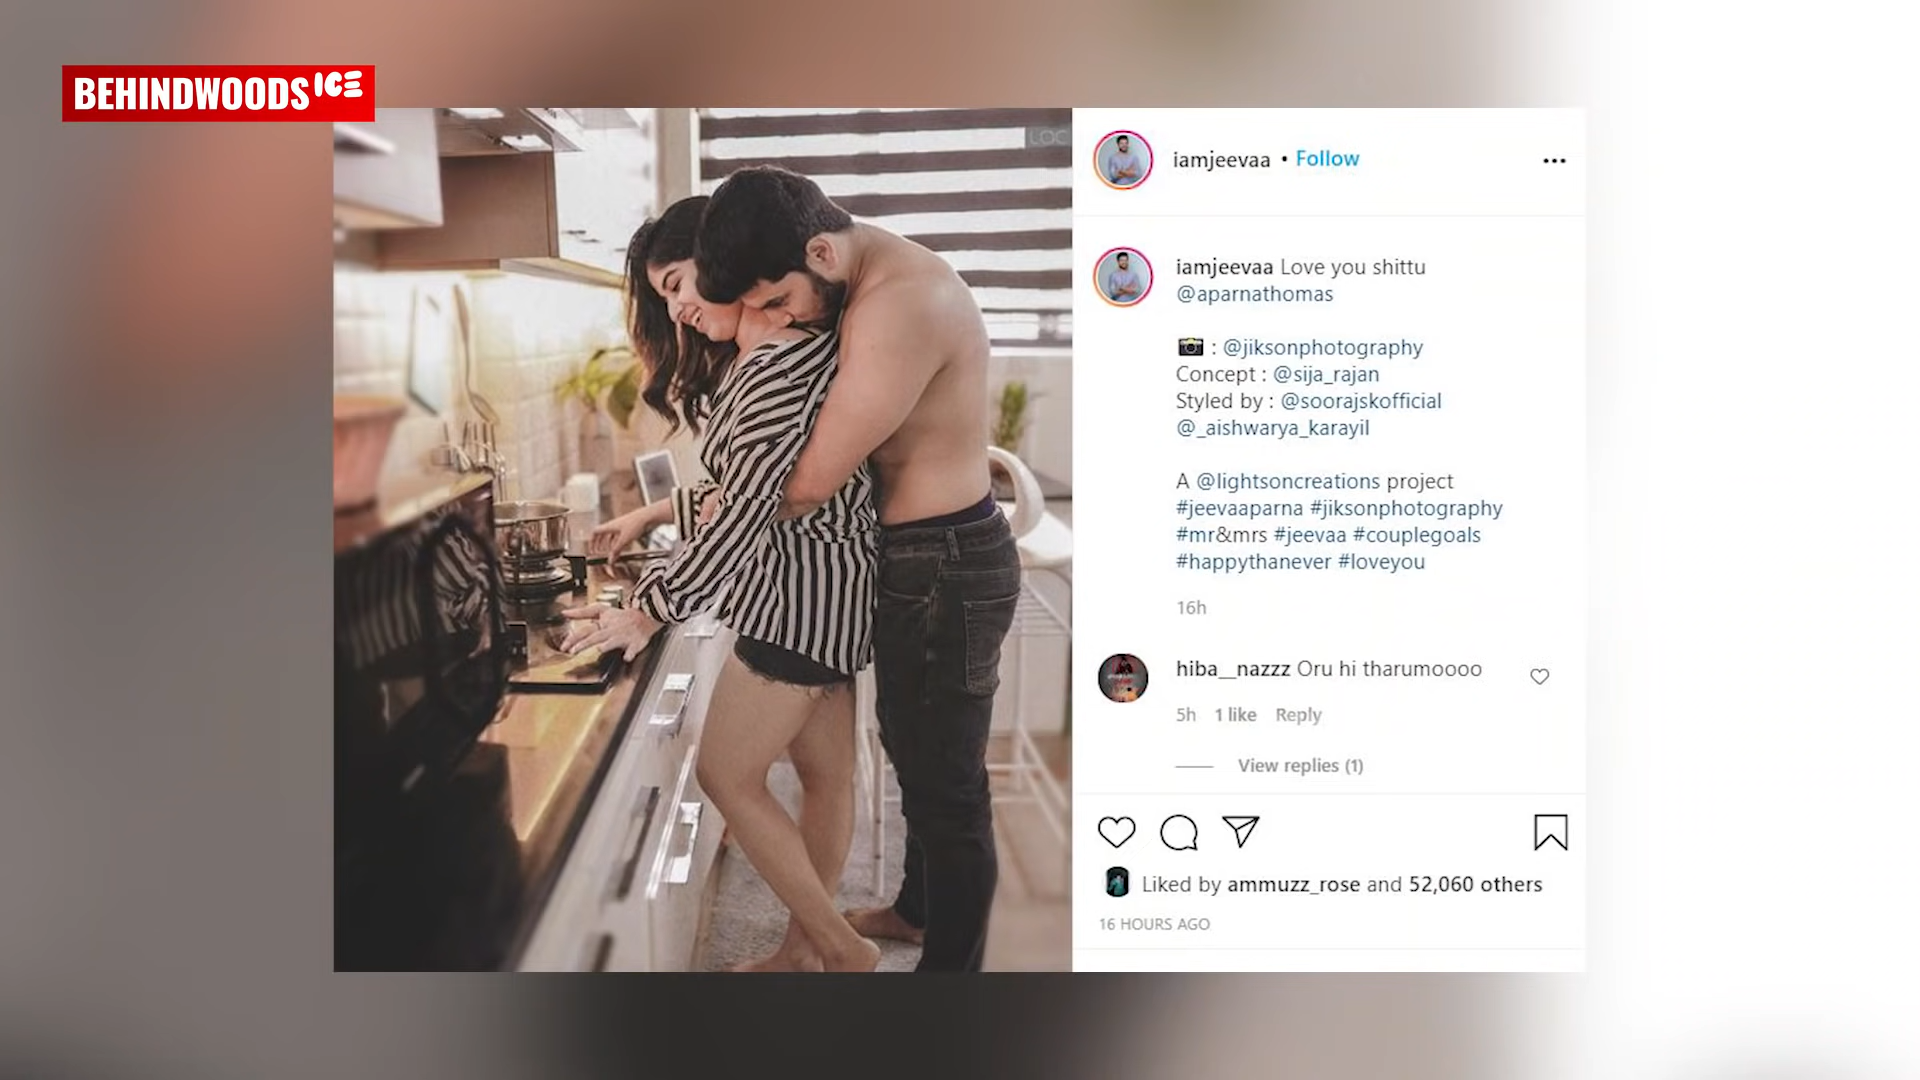 BEHINDWOODS ICE
LOC
iamjeevaa • Follow
iamjeevaa Love you shittu
@aparnathomas
: @jiksonphotography
Concept : @sija_rajan
Styled by : @soorajskofficial
@_aishwarya_karayil
A @lightsoncreations project
#jeevaaparna #jiksonphotography
#mr&mrs #jeevaa #couplegoals
#happythanever #loveyou
16h
hiba__nazzz Oru hi tharumoooo
5h 1 like Reply
View replies (1)
Liked by ammuzz_rose and 52,060 others
16 HOURS AGO